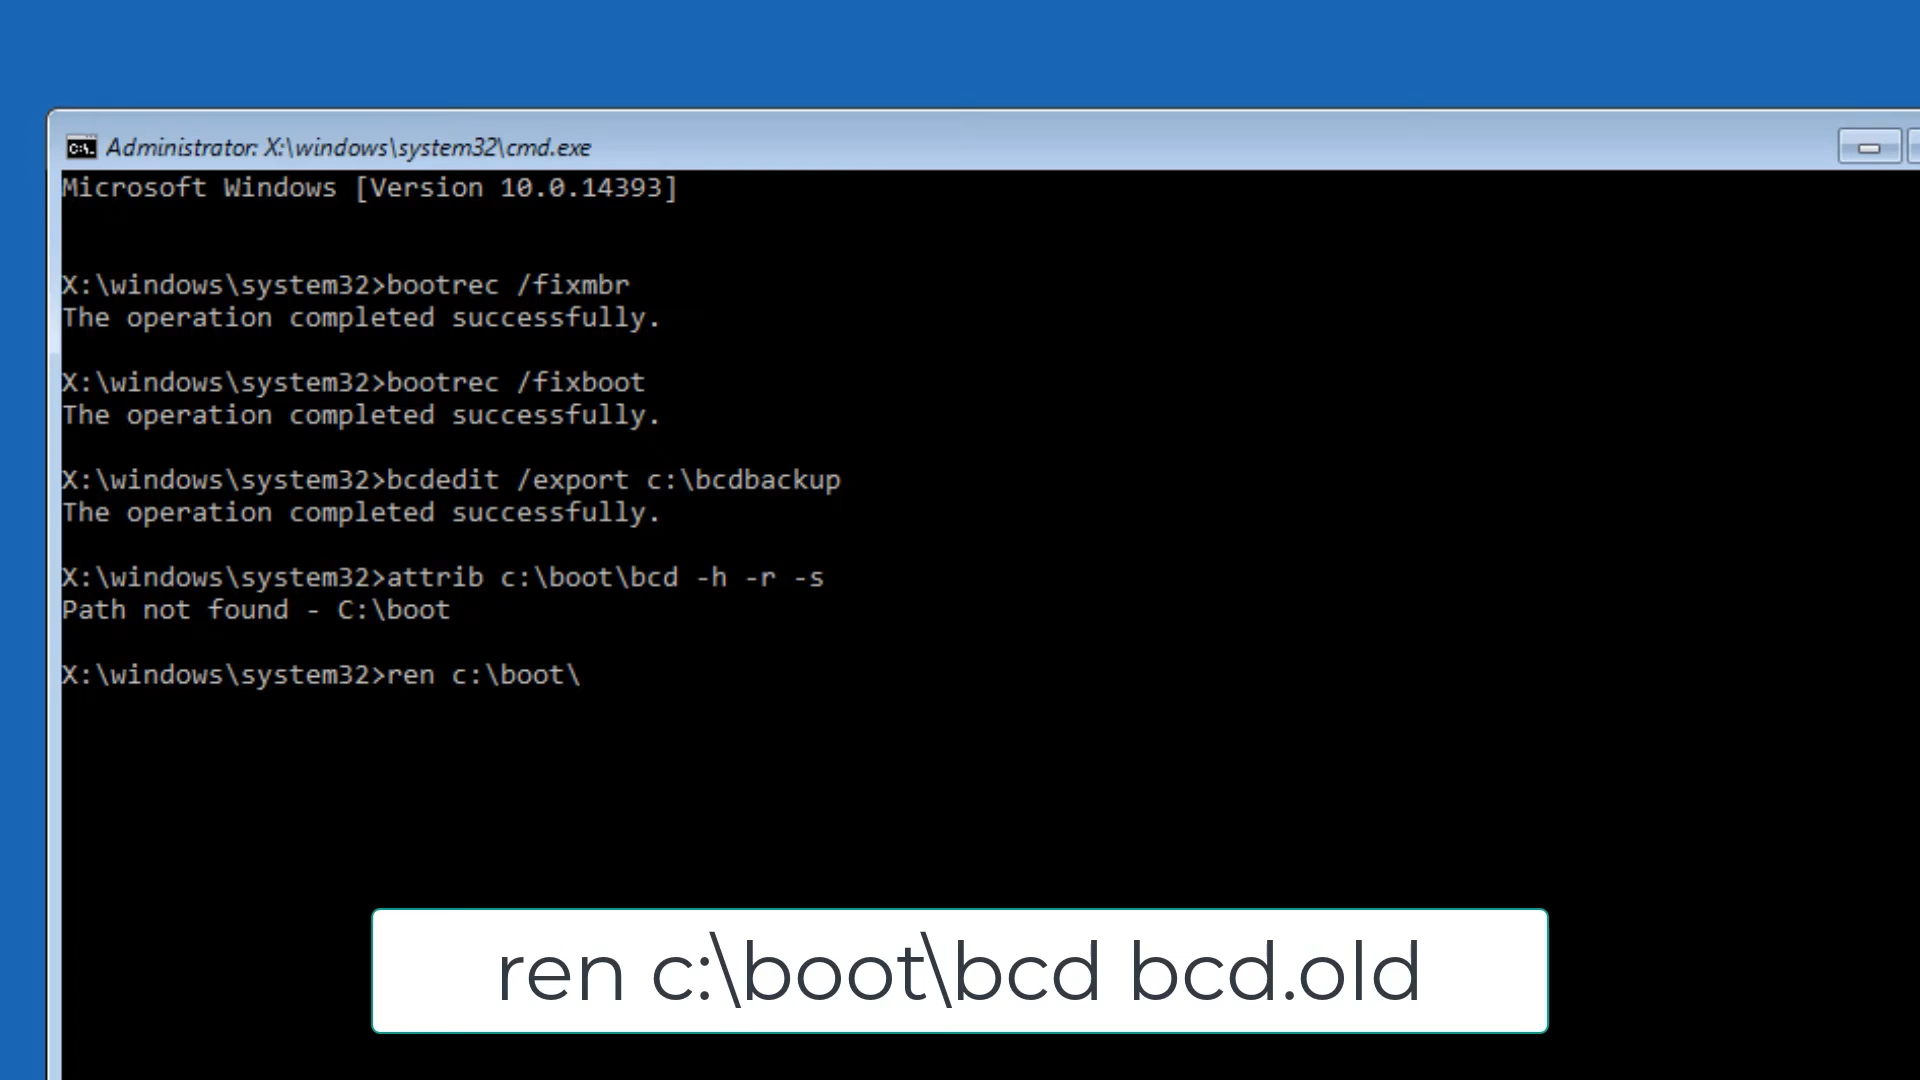 Administrator: X:\windows\system32\cmd.exe
Microsoft Windows [Version 10.0.14393]
X:\windows\system32>bootrec /fixmbr
The operation completed successfully.
X:\windows\system32>bootrec /fixboot
The operation completed successfully.
X:\windows\system32>bcdedit /export c:\bcdbackup
The operation completed successfully.
X:\windows\system32>attrib c:\boot\bcd -h -r -s
Path not found - C:\boot
X:\windows\system32>ren c:\boot\
ren c:\boot\bcd bcd.old